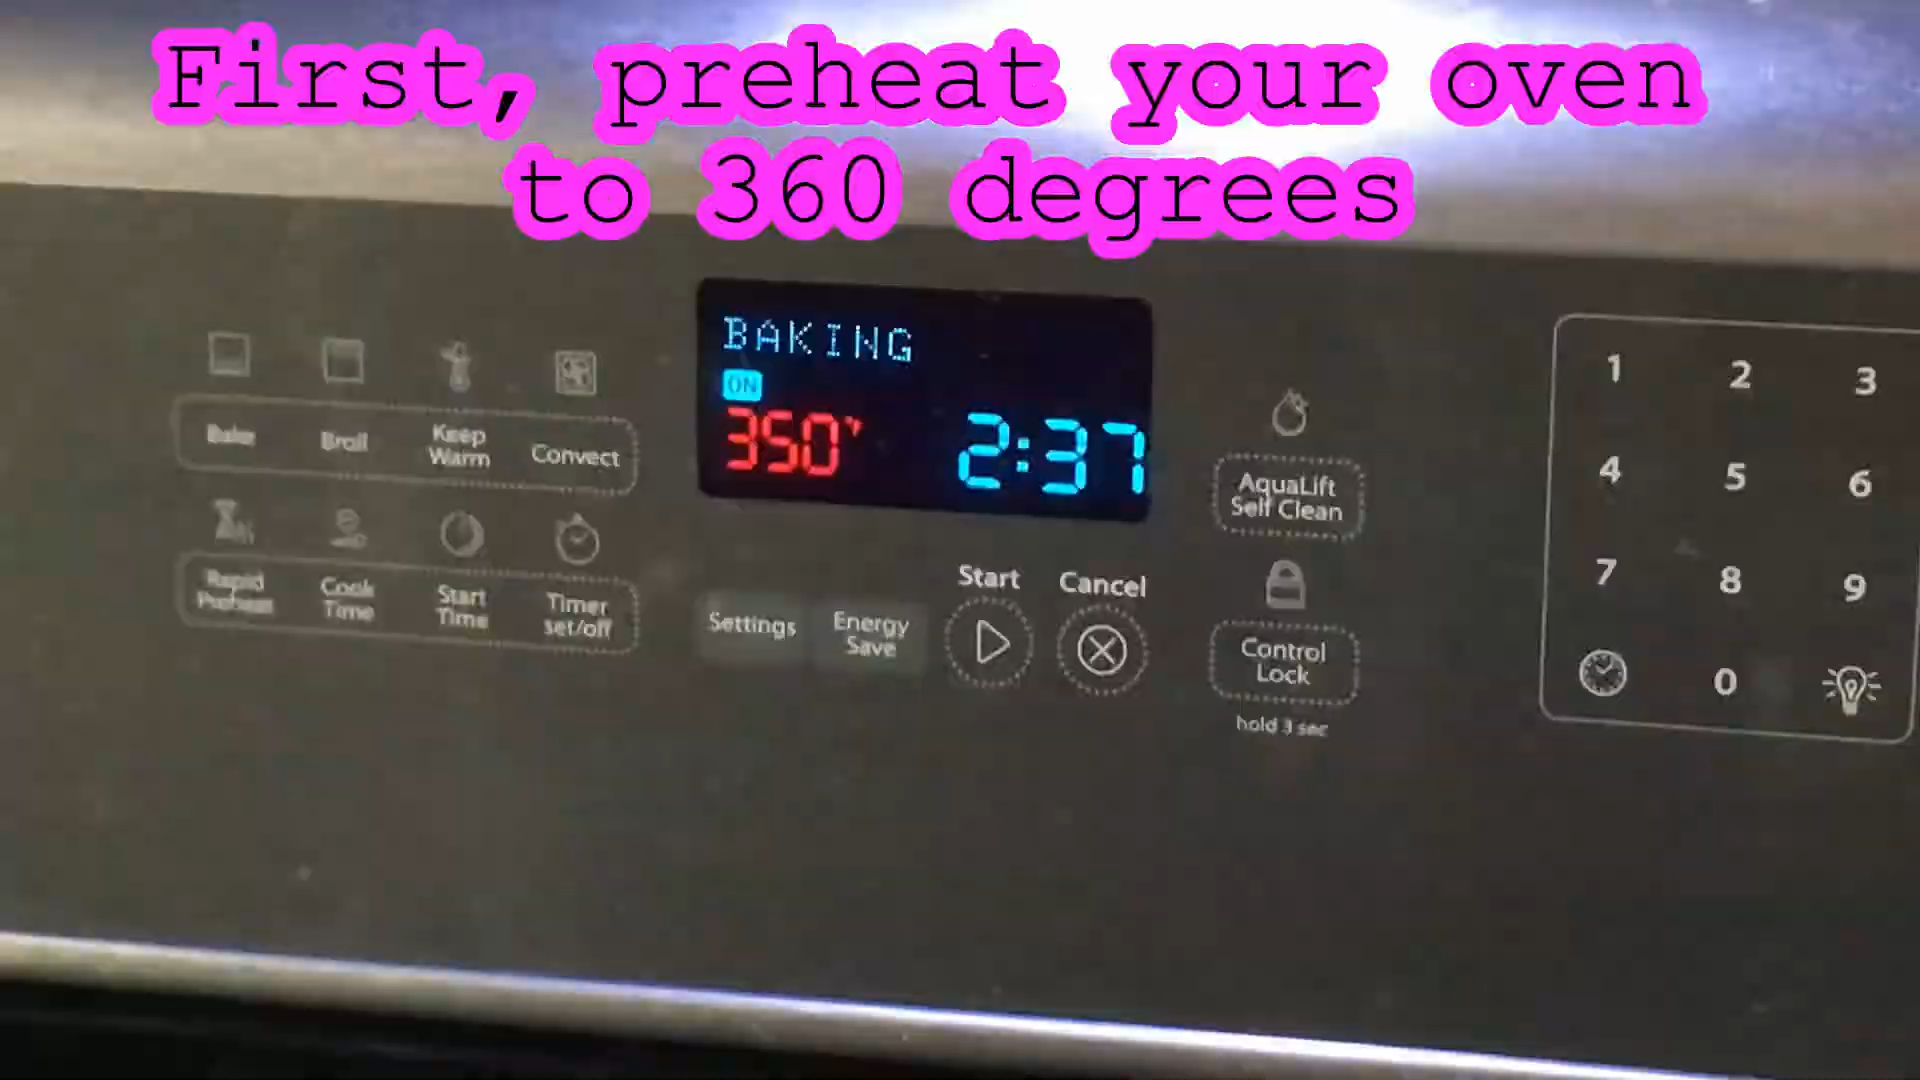 First, preheat your oven
to 360 degrees
BAKING
ON
350°F
2:37
Bake
Broil
Keep
Warm
Convect
Rapid
Preheat
Cook
Time
Start
Time
Timer
set/off
Settings
Energy
Save
Start
Cancel
AquaLift
Self Clean
Control
Lock
hold 3 sec
1 2 3
4 5 6
7 8 9
0